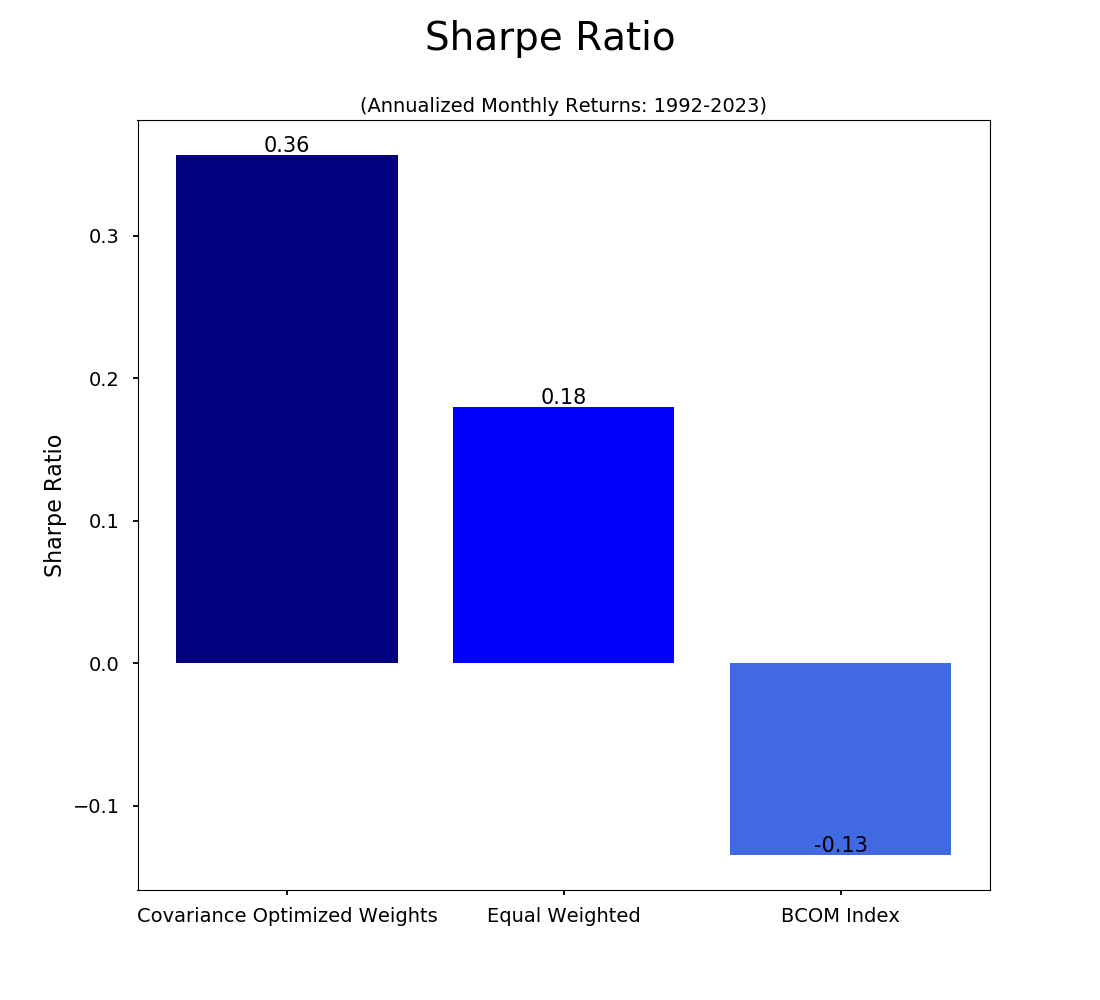 Sharpe Ratio
(Annualized Monthly Returns: 1992-2023)
0.36
0.3
0.2
0.18
Sharpe Ratio
0.1
0.0
−0.1
-0.13
Covariance Optimized Weights
Equal Weighted
BCOM Index